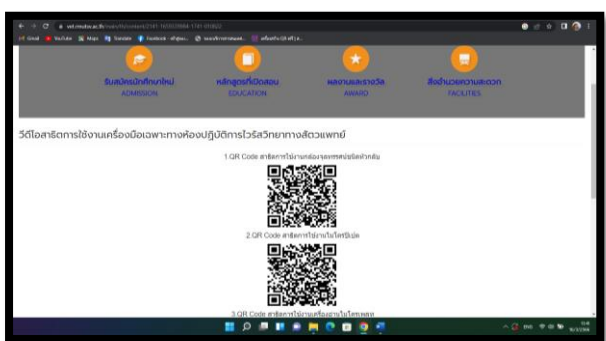 Gmail YouTube Maps Translate
รับสมัครนักศึกษาใหม่ หลักสูตรที่เปิดสอน ผลงานและรางวัล สิ่งอำนวยความสะดวก
ADMISSION EDUCATION AWARD FACILITIES
วิดีโอสาธิตการใช้งานเครื่องมือเฉพาะทางห้องปฏิบัติการไวรัสวิทยาทางสัตวแพทย์
1.QR Code สาธิตการใช้งานกล้องจุลทรรศน์ชนิดหัวกลับ
2.QR Code สาธิตการใช้งานไมโครปิเปต
3.QR Code สาธิตการใช้งานเครื่องอ่านไมโครเพลท
ENG